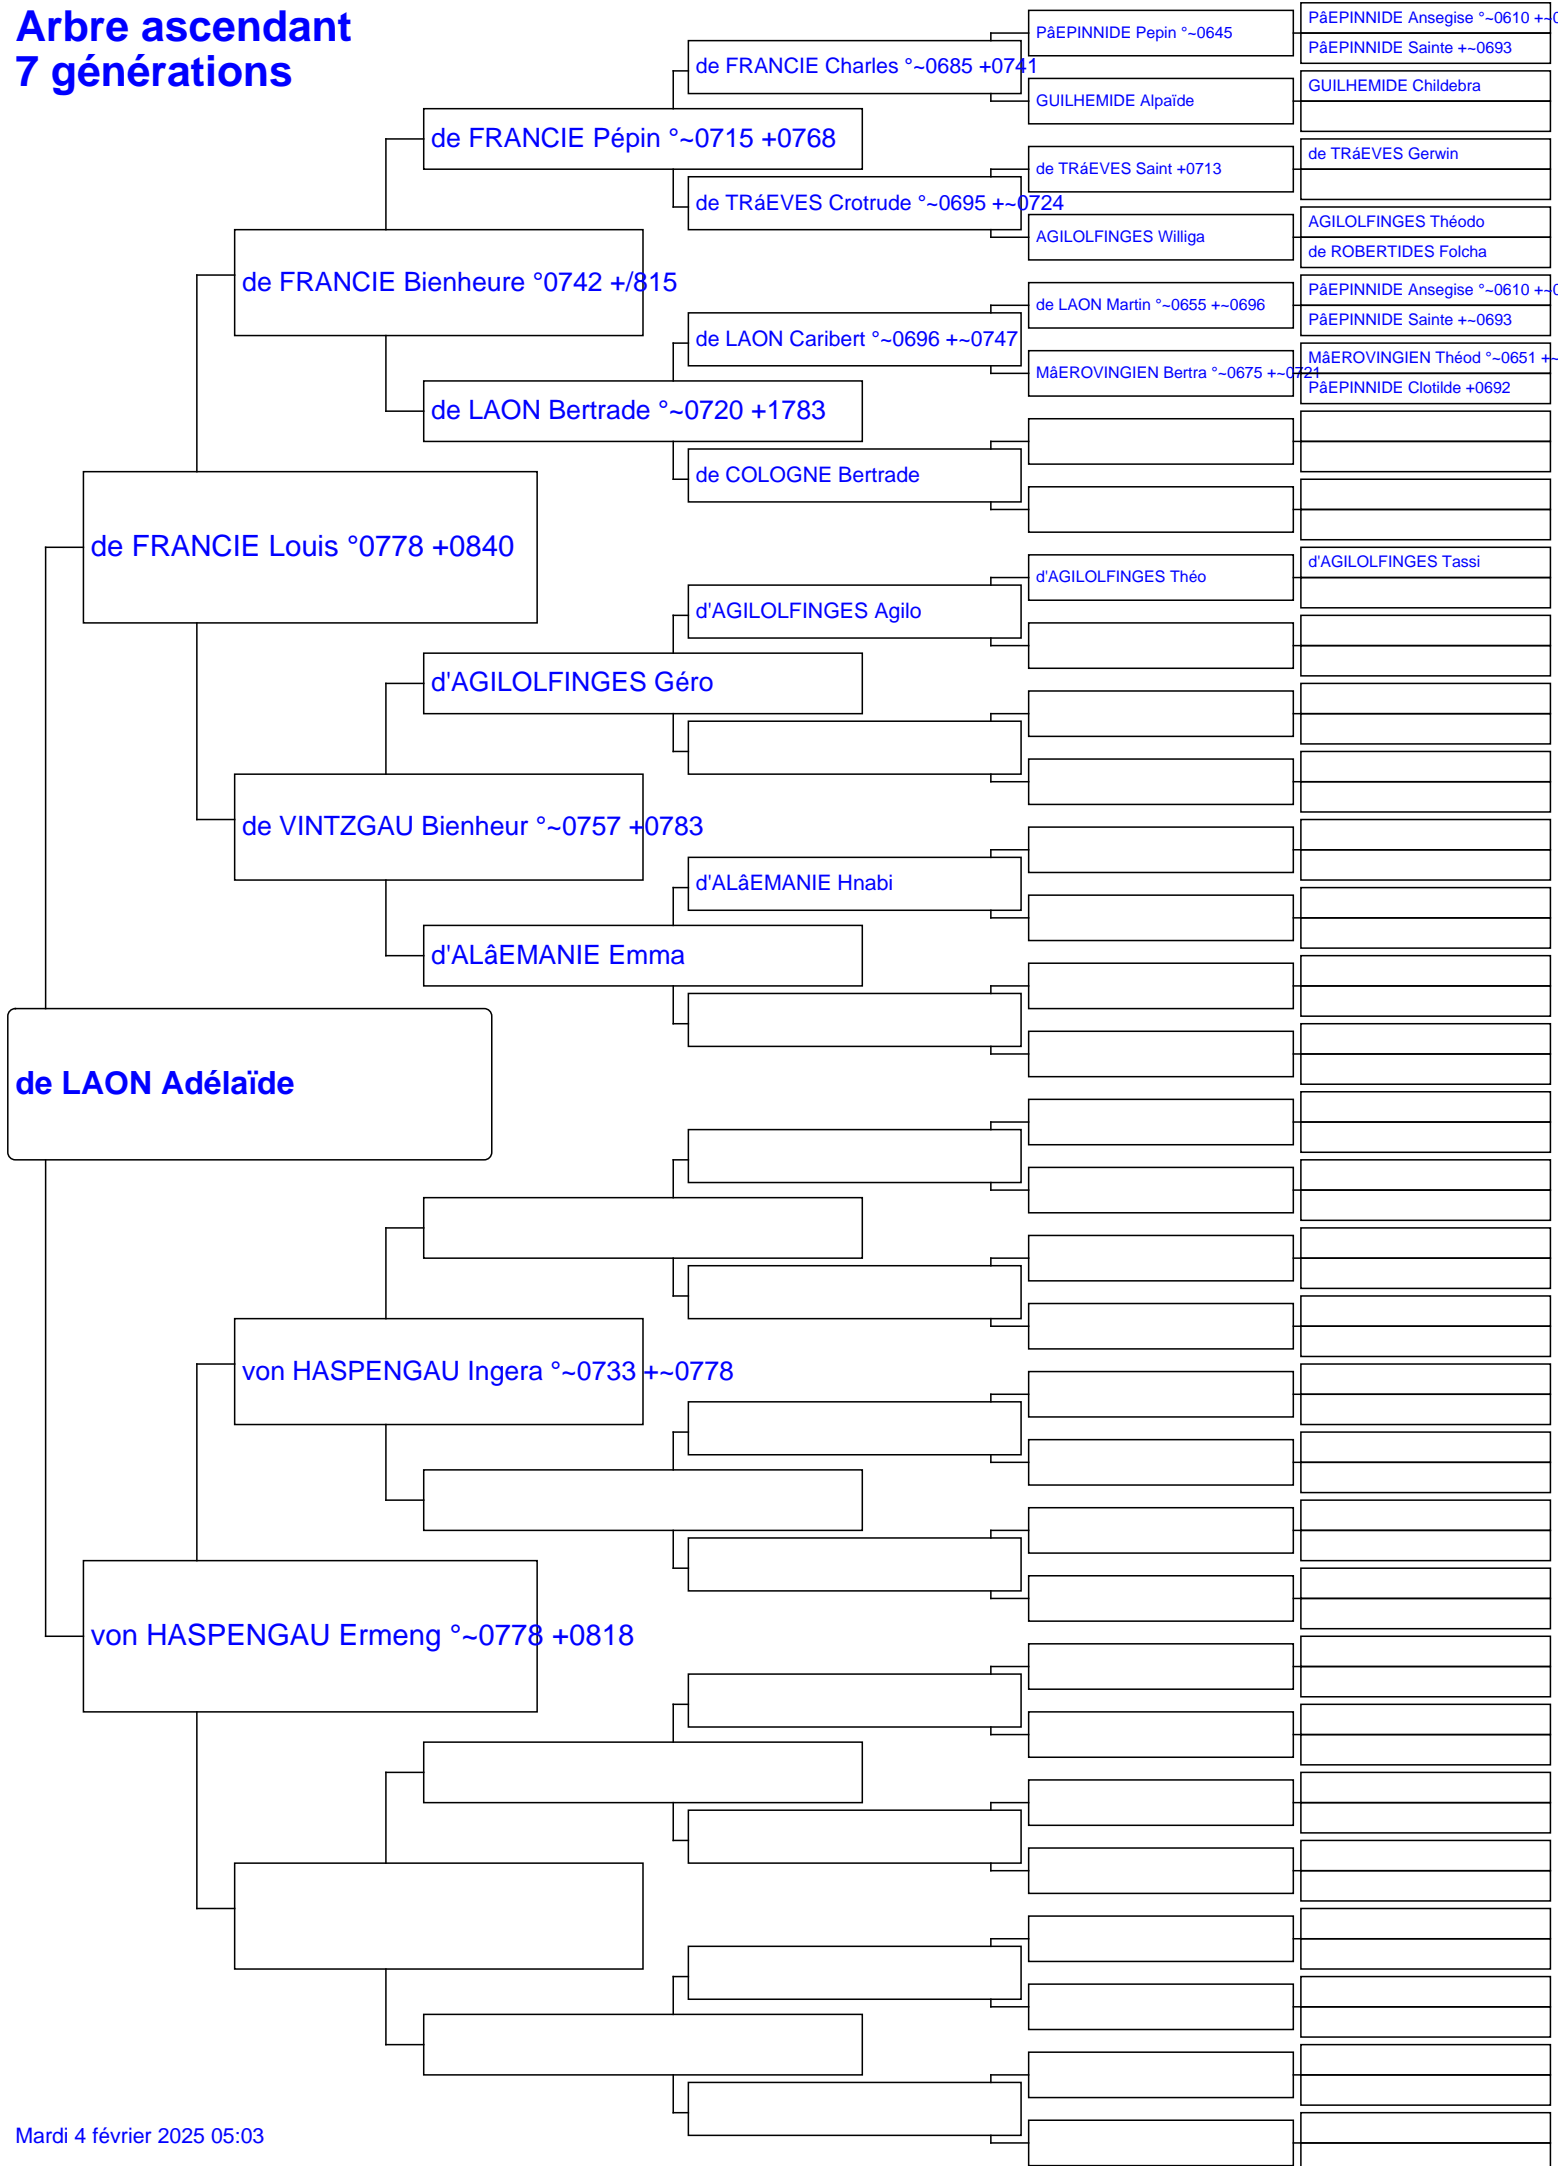 Arbre ascendant
7 générations
PâEPINNIDE Ansegise °~0610 +~0
PâEPINNIDE Pepin °~0645
PâEPINNIDE Sainte +~0693
de FRANCIE Charles °~0685 +0741
GUILHEMIDE Childebra
GUILHEMIDE Alpaïde
de FRANCIE Pépin °~0715 +0768
de TRáEVES Gerwin
de TRáEVES Saint +0713
de TRáEVES Crotrude °~0695 +~0724
AGILOLFINGES Théodo
AGILOLFINGES Williga
de ROBERTIDES Folcha
de FRANCIE Bienheure °0742 +/815
PâEPINNIDE Ansegise °~0610 +~0
de LAON Martin °~0655 +~0696
PâEPINNIDE Sainte +~0693
de LAON Caribert °~0696 +~0747
MâEROVINGIEN Théod °~0651 +~
MâEROVINGIEN Bertra °~0675 +~0721
PâEPINNIDE Clotilde +0692
de LAON Bertrade °~0720 +1783
de COLOGNE Bertrade
de FRANCIE Louis °0778 +0840
d'AGILOLFINGES Tassi
d'AGILOLFINGES Théo
d'AGILOLFINGES Agilo
d'AGILOLFINGES Géro
de VINTZGAU Bienheur °~0757 +0783
d'ALâEMANIE Hnabi
d'ALâEMANIE Emma
de LAON Adélaïde
von HASPENGAU Ingera °~0733 +~0778
von HASPENGAU Ermeng °~0778 +0818
Mardi 4 février 2025 05:03